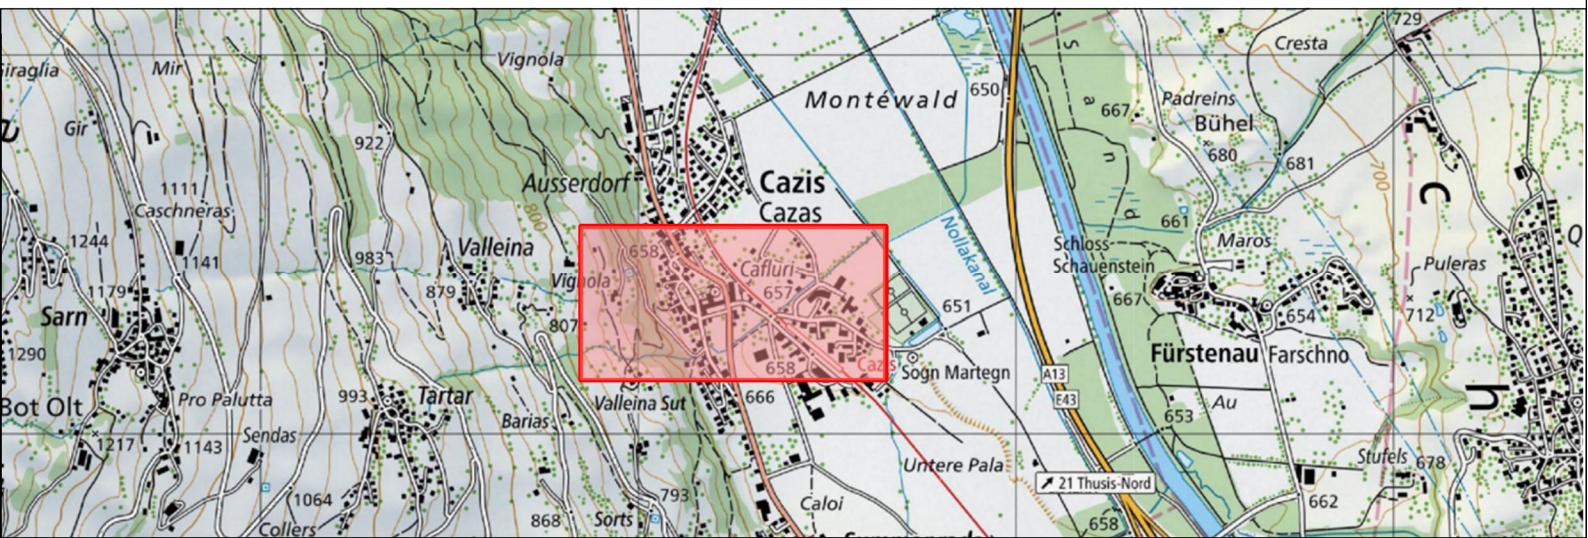 729
Cresta
Vignola
Mir
Gir
922
Montéwald
650
S
a
n
d
667
Padreins
Bühel
680
681
700
C
Ausserdorf
800
Cazis
Cazas
1111
Caschneras
1244
1141
983
Valleina
879
Vignola
807
658
Cafluri
657
Nollakanal
661
Schloss-
Schauenstein
Maros
667
Puleras
Q
712
1179
Sarn
1290
651
654
Fürstenau
Farschno
658
Cazis
Sogn Martegn
A13
E43
Bot Olt
Pro Palutta
993
Tartar
Barias
Valleina Sut
666
653
Au
h
1217
1143
Sendas
Untere Pala
Stufels
678
21 Thusis-Nord
1064
Collers
868
Sorts
793
Caloi
658
662